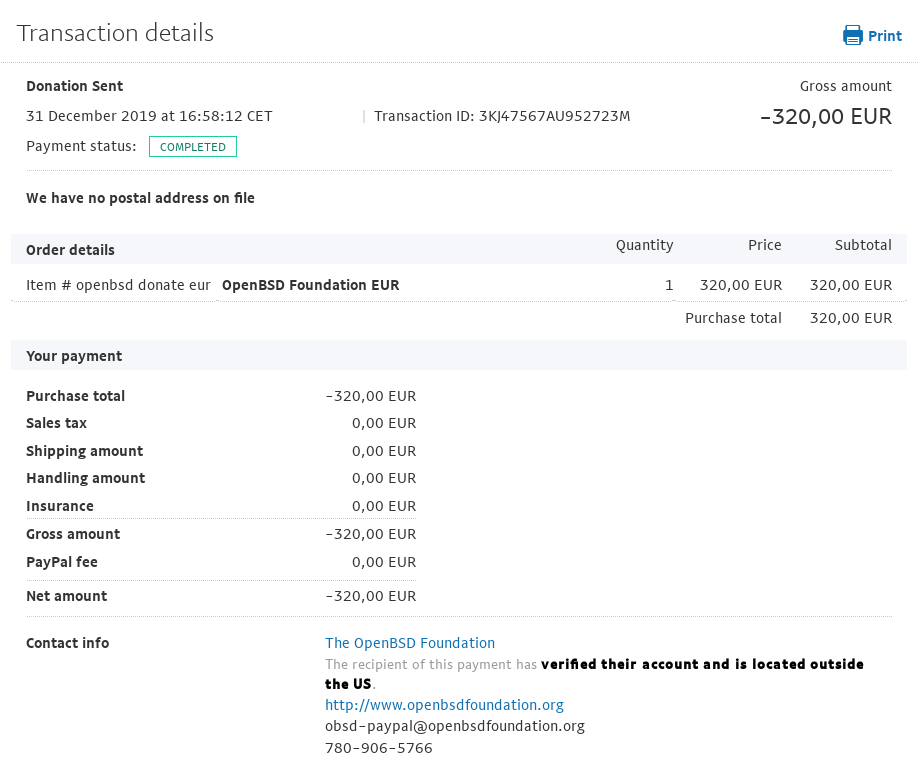 Transaction details
Print
Donation Sent
Gross amount
31 December 2019 at 16:58:12 CET | Transaction ID: 3KJ47567AU952723M
-320,00 EUR
Payment status: COMPLETED
We have no postal address on file
Order details Quantity Price Subtotal
Item # openbsd donate eur OpenBSD Foundation EUR 1 320,00 EUR 320,00 EUR
Purchase total 320,00 EUR
Your payment
Purchase total -320,00 EUR
Sales tax 0,00 EUR
Shipping amount 0,00 EUR
Handling amount 0,00 EUR
Insurance 0,00 EUR
Gross amount -320,00 EUR
PayPal fee 0,00 EUR
Net amount -320,00 EUR
Contact info The OpenBSD Foundation
The recipient of this payment has verified their account and is located outside
the US.
http://www.openbsdfoundation.org
obsd-paypal@openbsdfoundation.org
780-906-5766